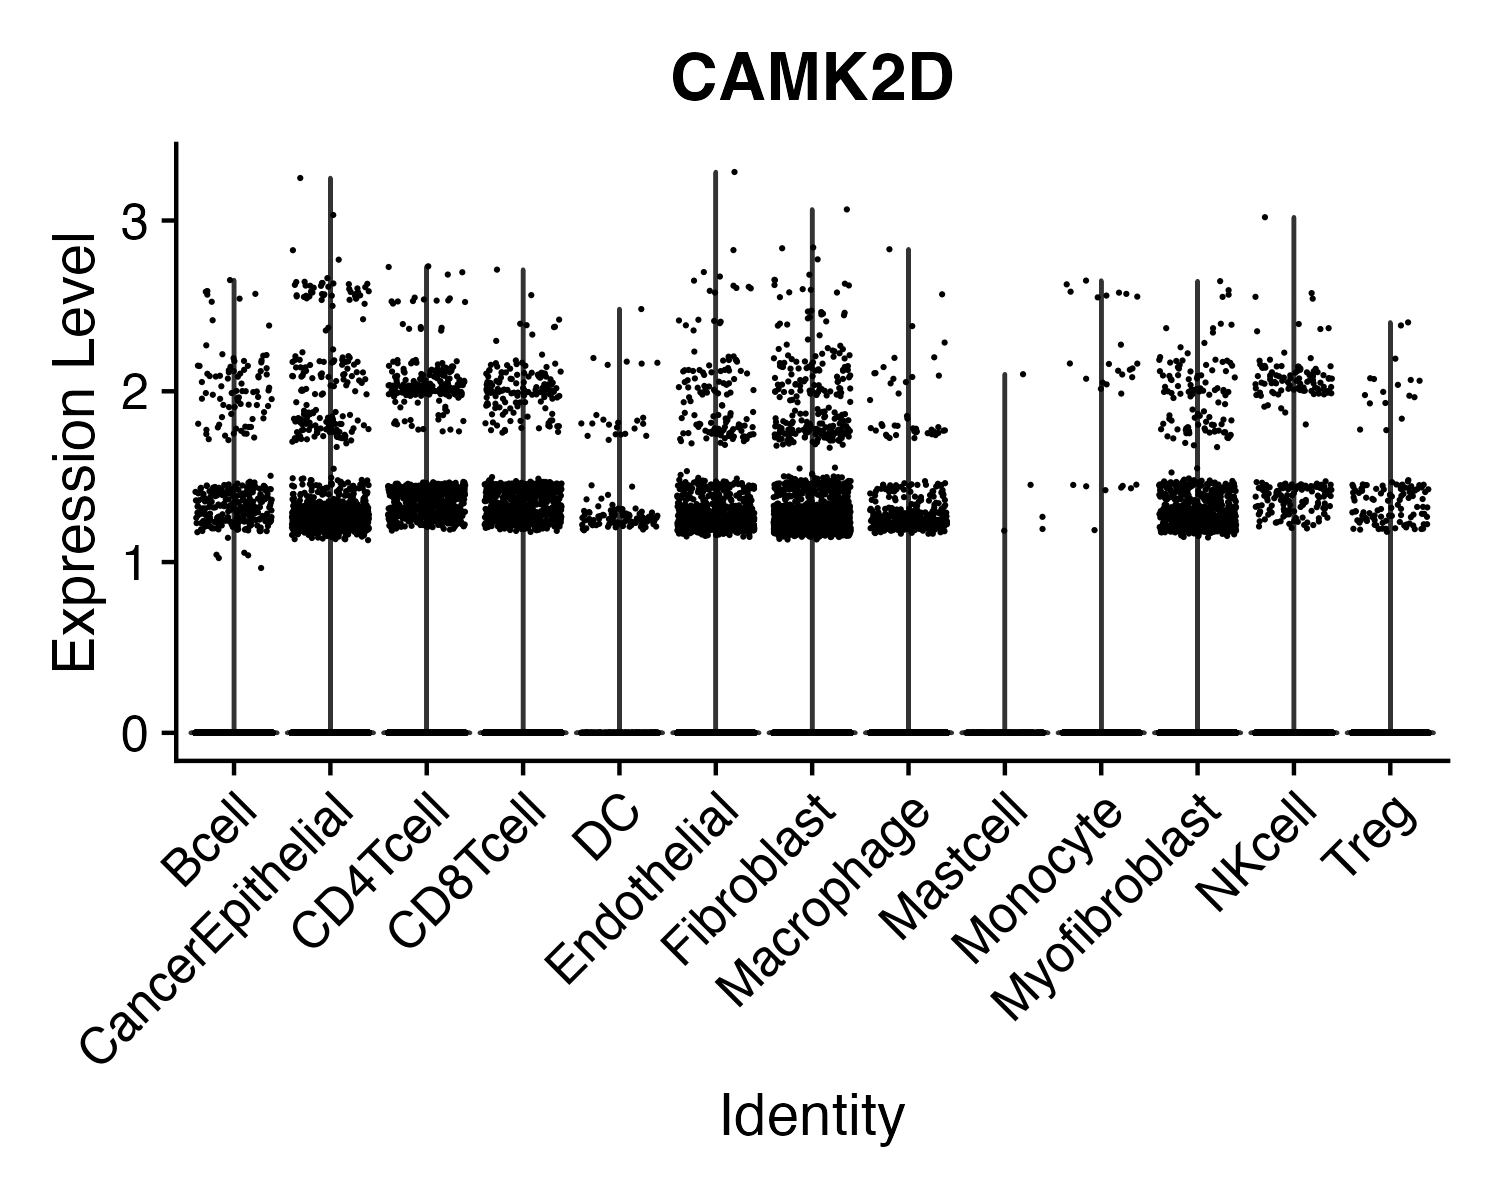 CAMK2D
Expression Level
3
2
1
0
Bcell
CancerEpithelial
CD4Tcell
CD8Tcell
DC
Endothelial
Fibroblast
Macrophage
Mastcell
Monocyte
Myofibroblast
NKcell
Treg
Identity